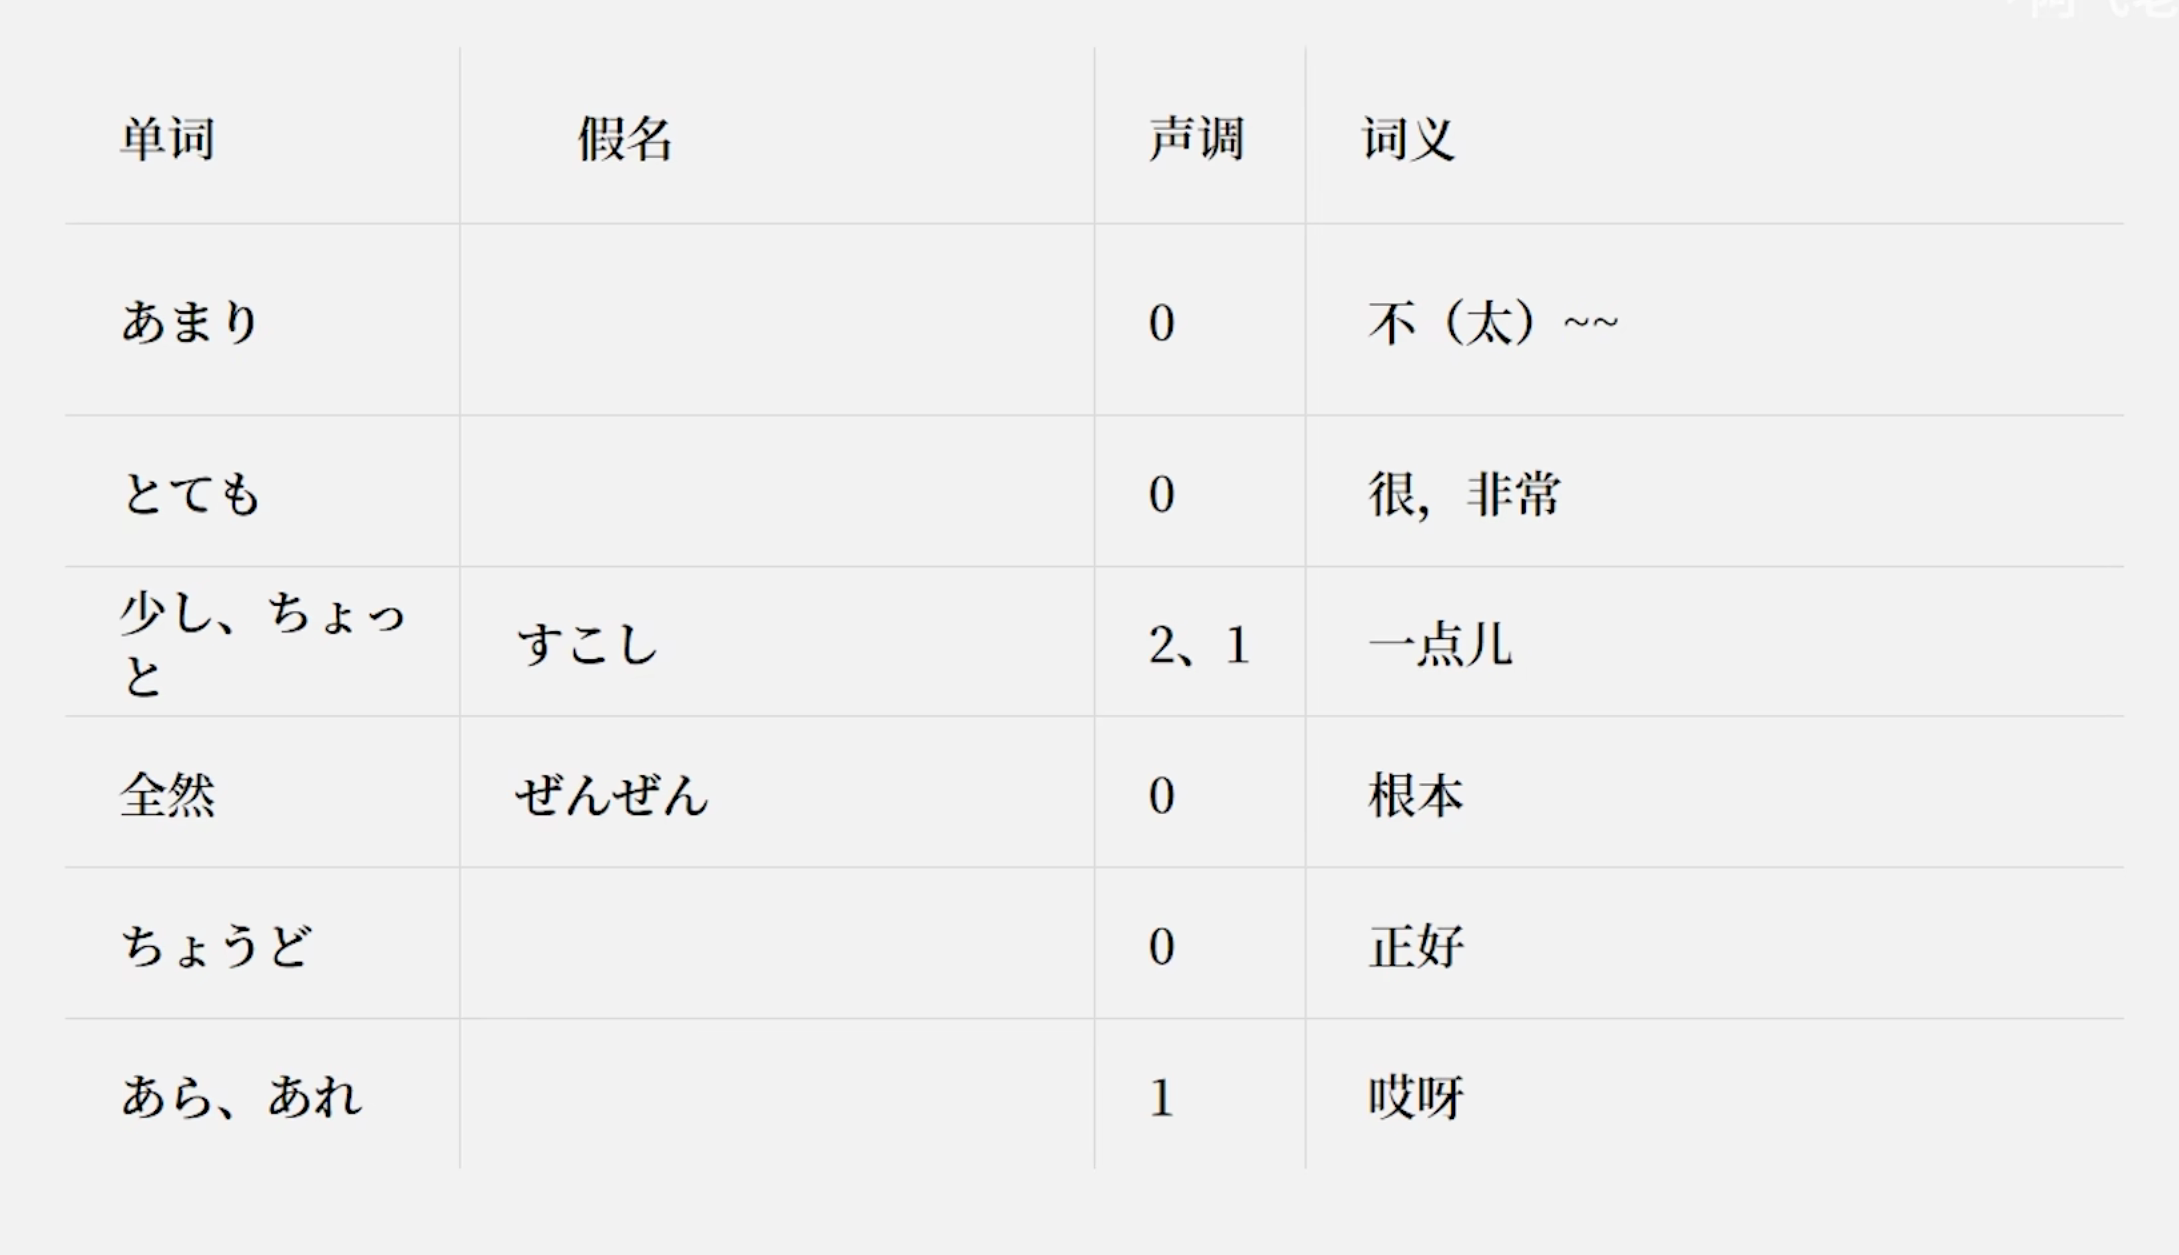 单词 假名 声调 词义
あまり 0 不（太）~~
とても 0 很，非常
少し、ちょっ
と すこし 2、1 一点儿
全然 ぜんぜん 0 根本
ちょうど 0 正好
あら、あれ 1 哎呀